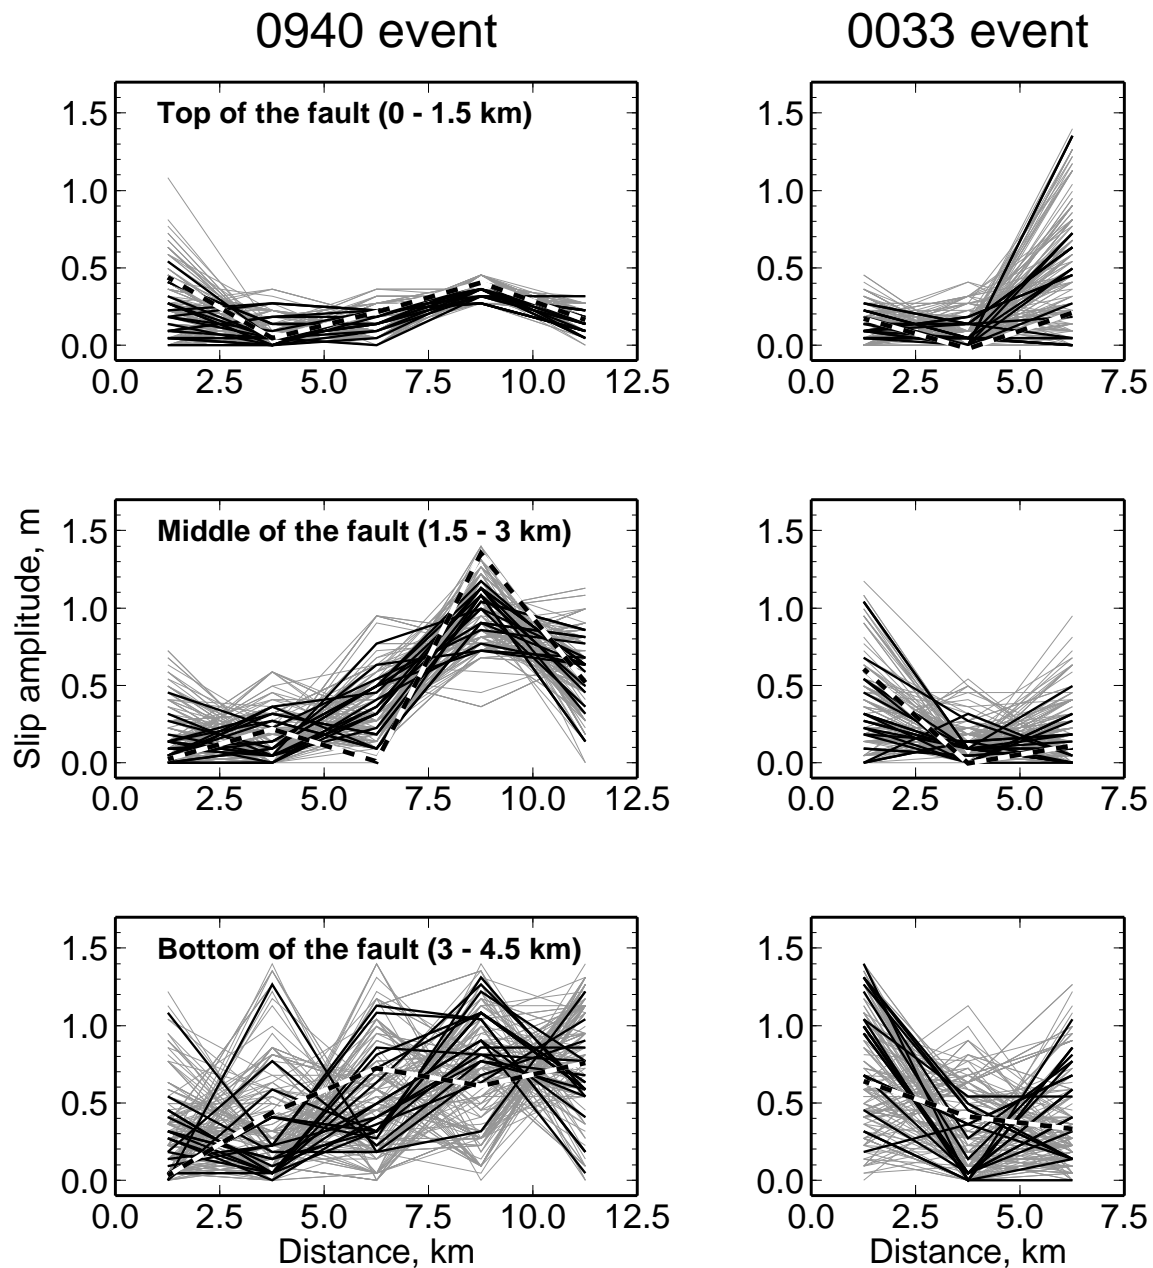 0940 event
0033 event
Top of the fault (0 - 1.5 km)
1.5
1.0
0.5
0.0
0.0 2.5 5.0 7.5 10.0 12.5
1.5
1.0
0.5
0.0
0.0 2.5 5.0 7.5
Slip amplitude, m
Middle of the fault (1.5 - 3 km)
1.5
1.0
0.5
0.0
0.0 2.5 5.0 7.5 10.0 12.5
1.5
1.0
0.5
0.0
0.0 2.5 5.0 7.5
Bottom of the fault (3 - 4.5 km)
1.5
1.0
0.5
0.0
0.0 2.5 5.0 7.5 10.0 12.5
Distance, km
1.5
1.0
0.5
0.0
0.0 2.5 5.0 7.5
Distance, km